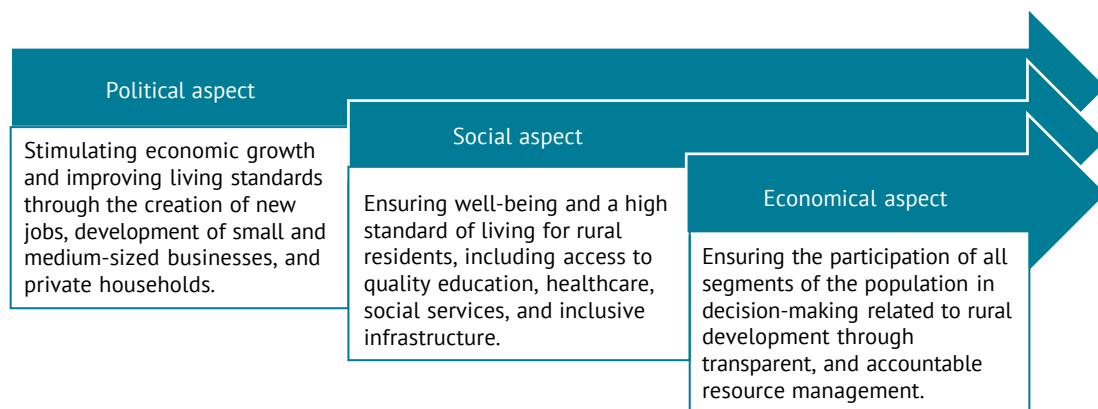 Political aspect
Stimulating economic growth
and improving living standards
through the creation of new
jobs, development of small and
medium-sized businesses, and
private households.
Social aspect
Ensuring well-being and a high
standard of living for rural
residents, including access to
quality education, healthcare,
social services, and inclusive
infrastructure.
Economical aspect
Ensuring the participation of all
segments of the population in
decision-making related to rural
development through
transparent, and accountable
resource management.